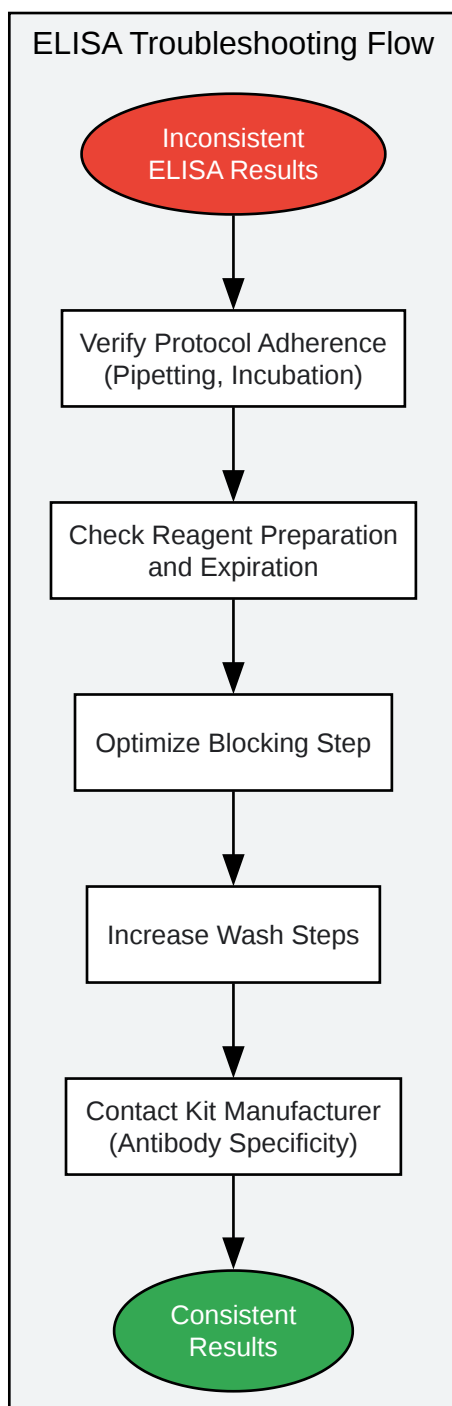 ELISA Troubleshooting Flow
Inconsistent
ELISA Results
Verify Protocol Adherence
(Pipetting, Incubation)
Check Reagent Preparation
and Expiration
Optimize Blocking Step
Increase Wash Steps
Contact Kit Manufacturer
(Antibody Specificity)
Consistent
Results